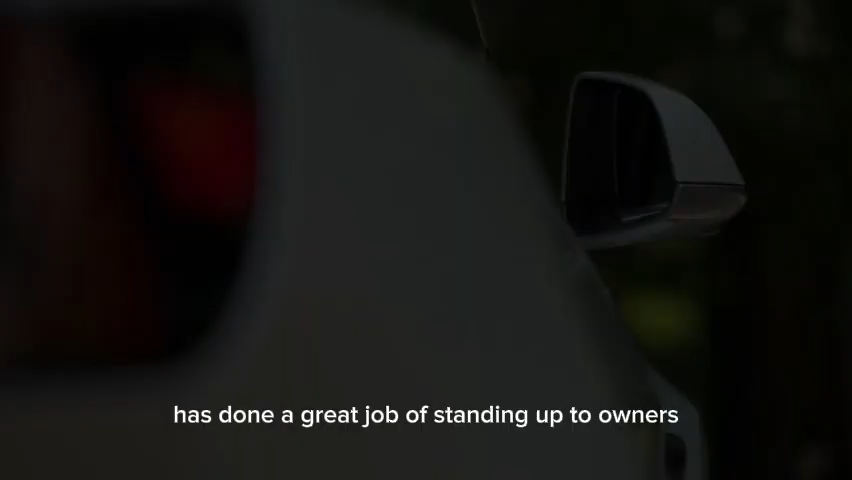 has done a great job of standing up to owners